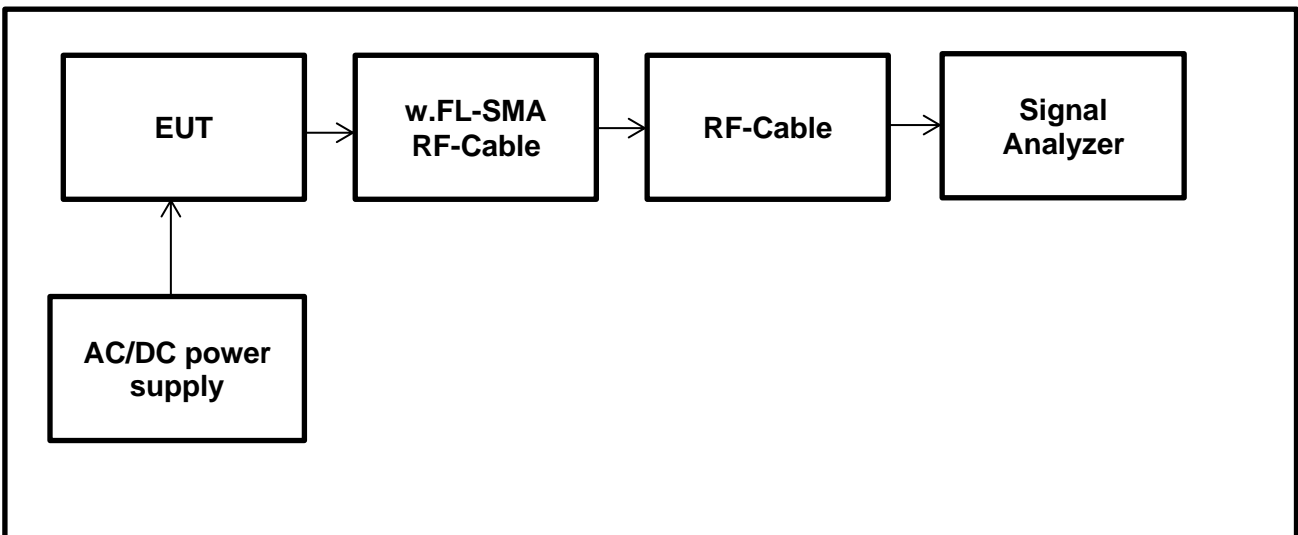 EUT
w.FL-SMA
RF-Cable
RF-Cable
Signal
Analyzer
AC/DC power
supply